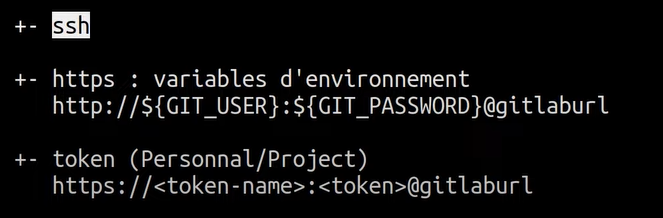 +- ssh
+- https : variables d'environnement
http://${GIT_USER}:${GIT_PASSWORD}@gitlaburl
+- token (Personnal/Project)
https://<token-name>:<token>@gitlaburl